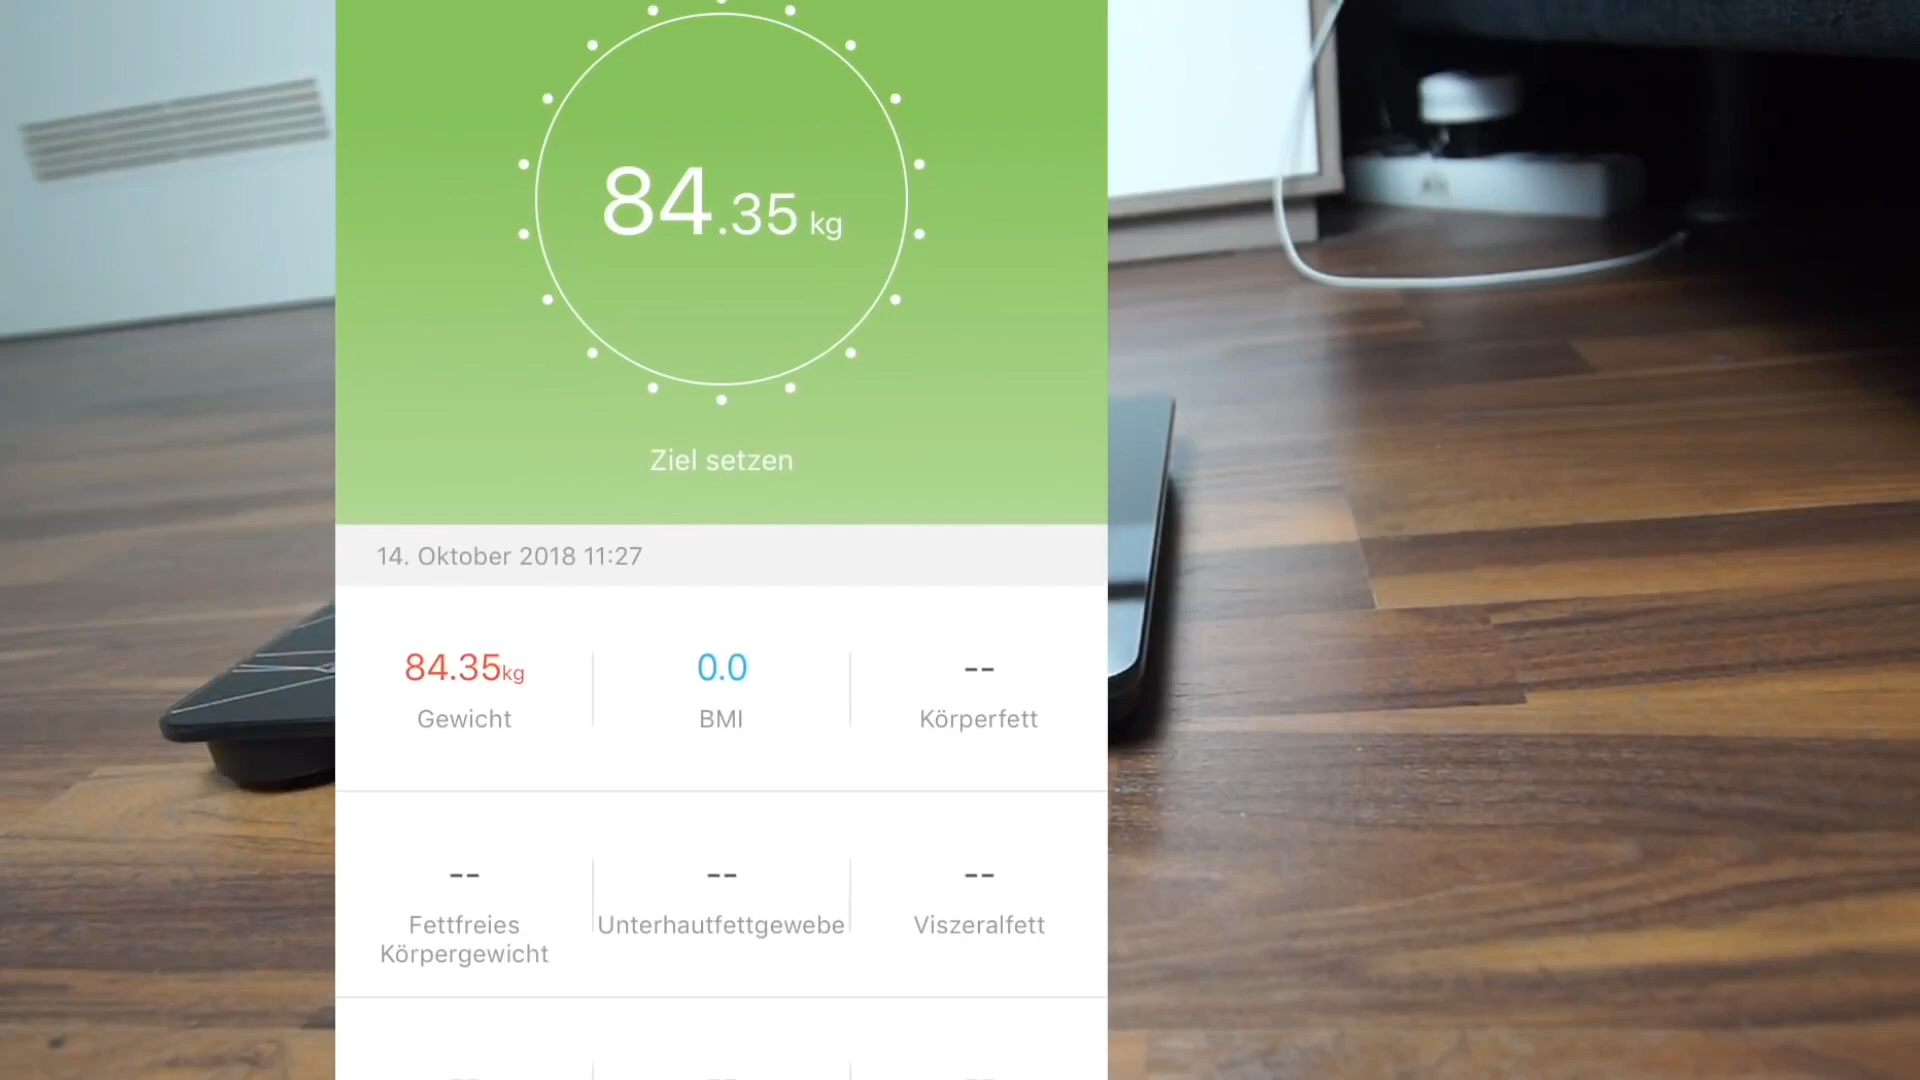 84.35 kg
Ziel setzen
14. Oktober 2018 11:27
84.35kg
0.0
--
Gewicht
BMI
Körperfett
--
--
--
Fettfreies
Körpergewicht
Unterhautfettgewebe
Viszeralfett